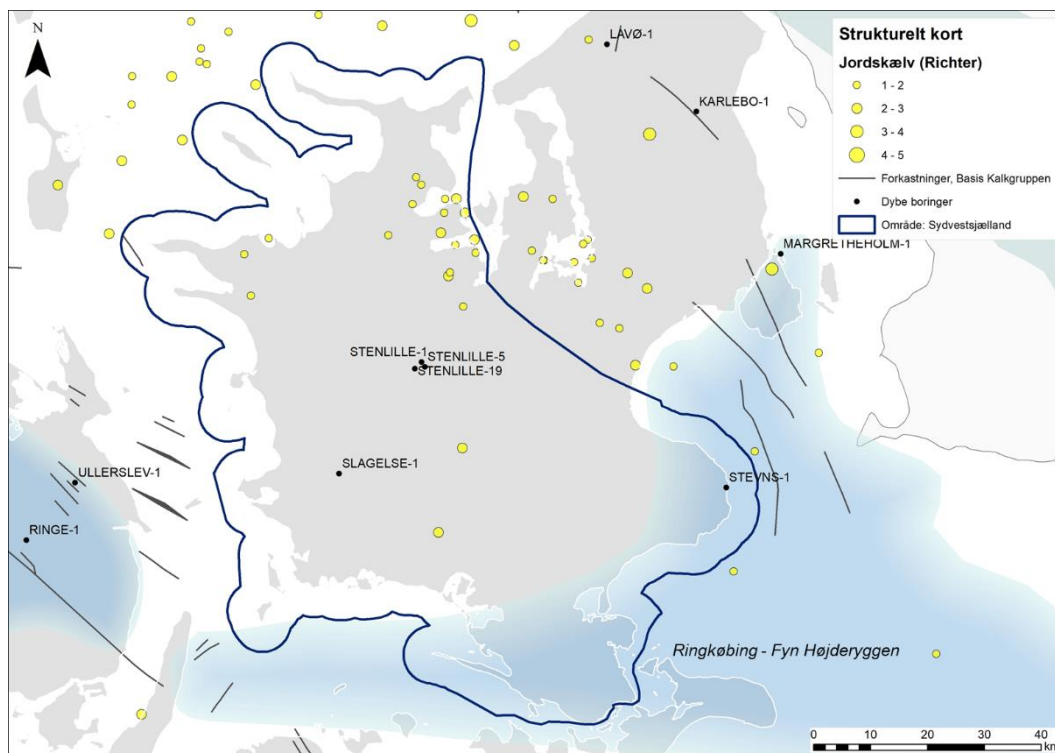 N
LAVØ-1
KARLEBO-1
MARGRETHEHOLM-1
STENLILLE-1
STENLILLE-5
STENLILLE-19
SLAGELSE-1
ULLERSLEV-1
RINGE-1
STEVNS-1
Ringkøbing - Fyn Højderyggen
Strukturelt kort
Jordskælv (Richter)
1 - 2
2 - 3
3 - 4
4 - 5
Forkastninger, Basis Kalkgruppen
Dybe boringer
Område: Sydvestsjælland
0 10 20 30 40
km